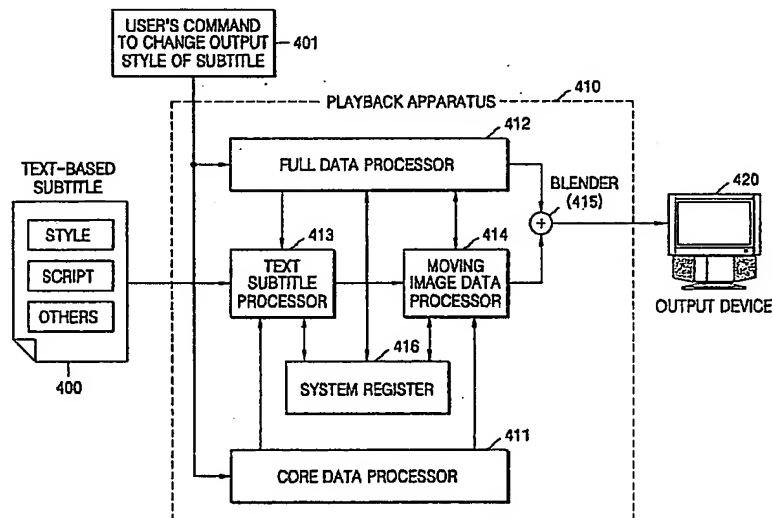 USER'S COMMAND
TO CHANGE OUTPUT
STYLE OF SUBTITLE
401
PLAYBACK APPARATUS
410
412
FULL DATA PROCESSOR
TEXT-BASED
SUBTITLE
STYLE
SCRIPT
OTHERS
400
413
TEXT
SUBTITLE
PROCESSOR
414
MOVING
IMAGE DATA
PROCESSOR
BLENDER
(415)
+
420
OUTPUT DEVICE
416
SYSTEM REGISTER
411
CORE DATA PROCESSOR